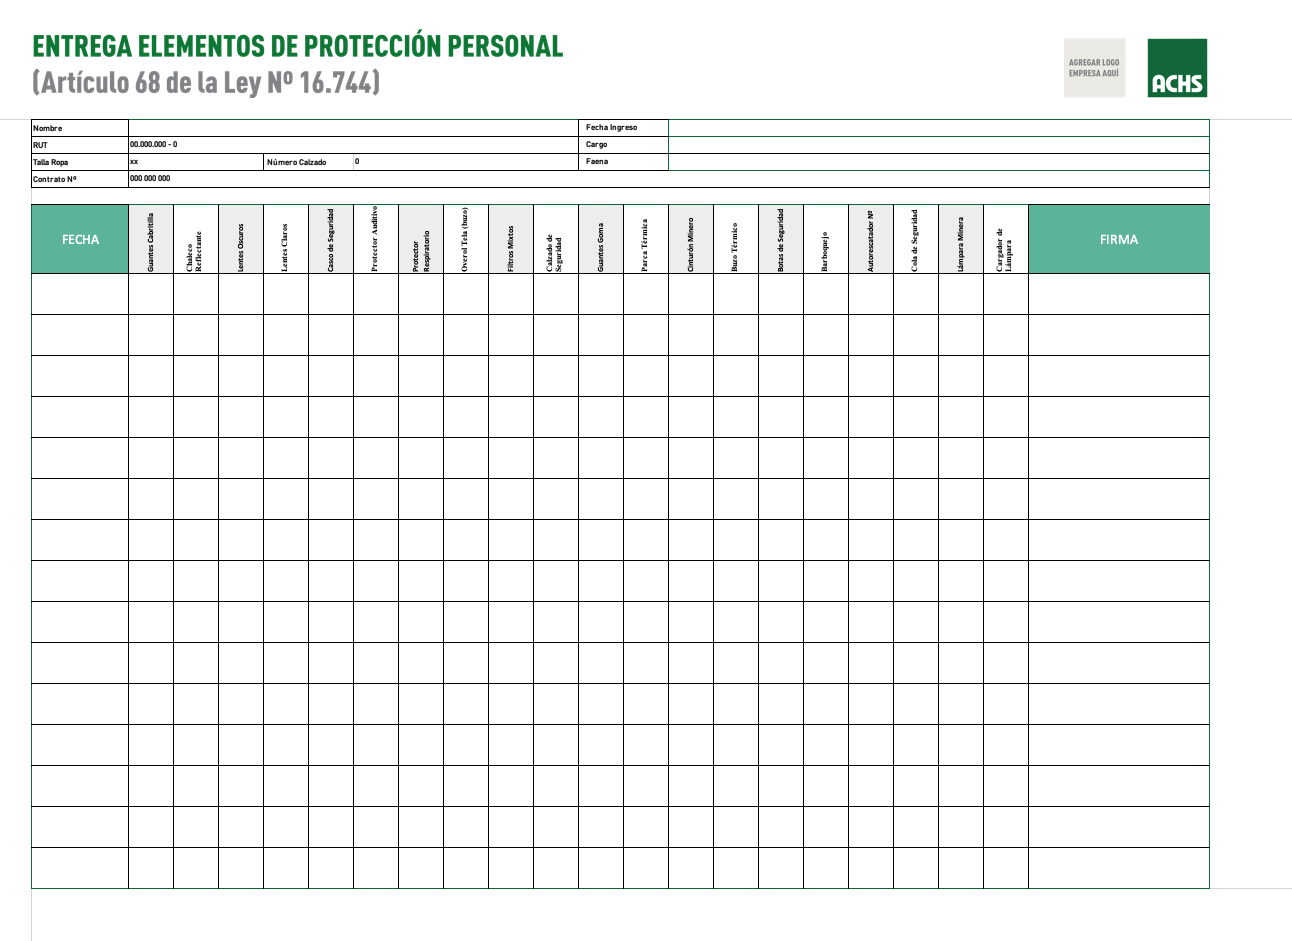 ENTREGA ELEMENTOS DE PROTECCIÓN PERSONAL
(Artículo 68 de la Ley Nº 16.744)
AGREGAR LOGO
EMPRESA AQUÍ
ACHS
Nombre
Fecha Ingreso
RUT
00.000.000 - 0
Cargo
Talla Ropa
xx
Número Calzado
0
Faena
Contrato Nº
000 000 000
FECHA
Guantes Cabritilla
Chaleco
Reflectante
Lentes Oscuros
Lentes Claros
Casco de Seguridad
Protector Auditivo
Protector
Respiratorio
Overol Tela (buzo)
Filtros Mixtos
Calzado de
Seguridad
Guantes Goma
Parca Térmica
Cinturón Minero
Buzo Térmico
Botas de Seguridad
Barboquejo
Autorescatador Nº
Cola de Seguridad
Lámpara Minera
Cargador de
Lámpara
FIRMA